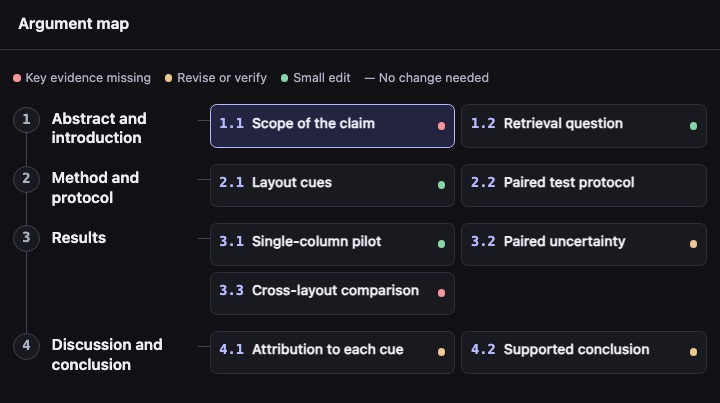 Argument map
Key evidence missing Revise or verify Small edit — No change needed
1 Abstract and introduction
1.1 Scope of the claim
1.2 Retrieval question
2 Method and protocol
2.1 Layout cues
2.2 Paired test protocol
3 Results
3.1 Single-column pilot
3.2 Paired uncertainty
3.3 Cross-layout comparison
4 Discussion and conclusion
4.1 Attribution to each cue
4.2 Supported conclusion